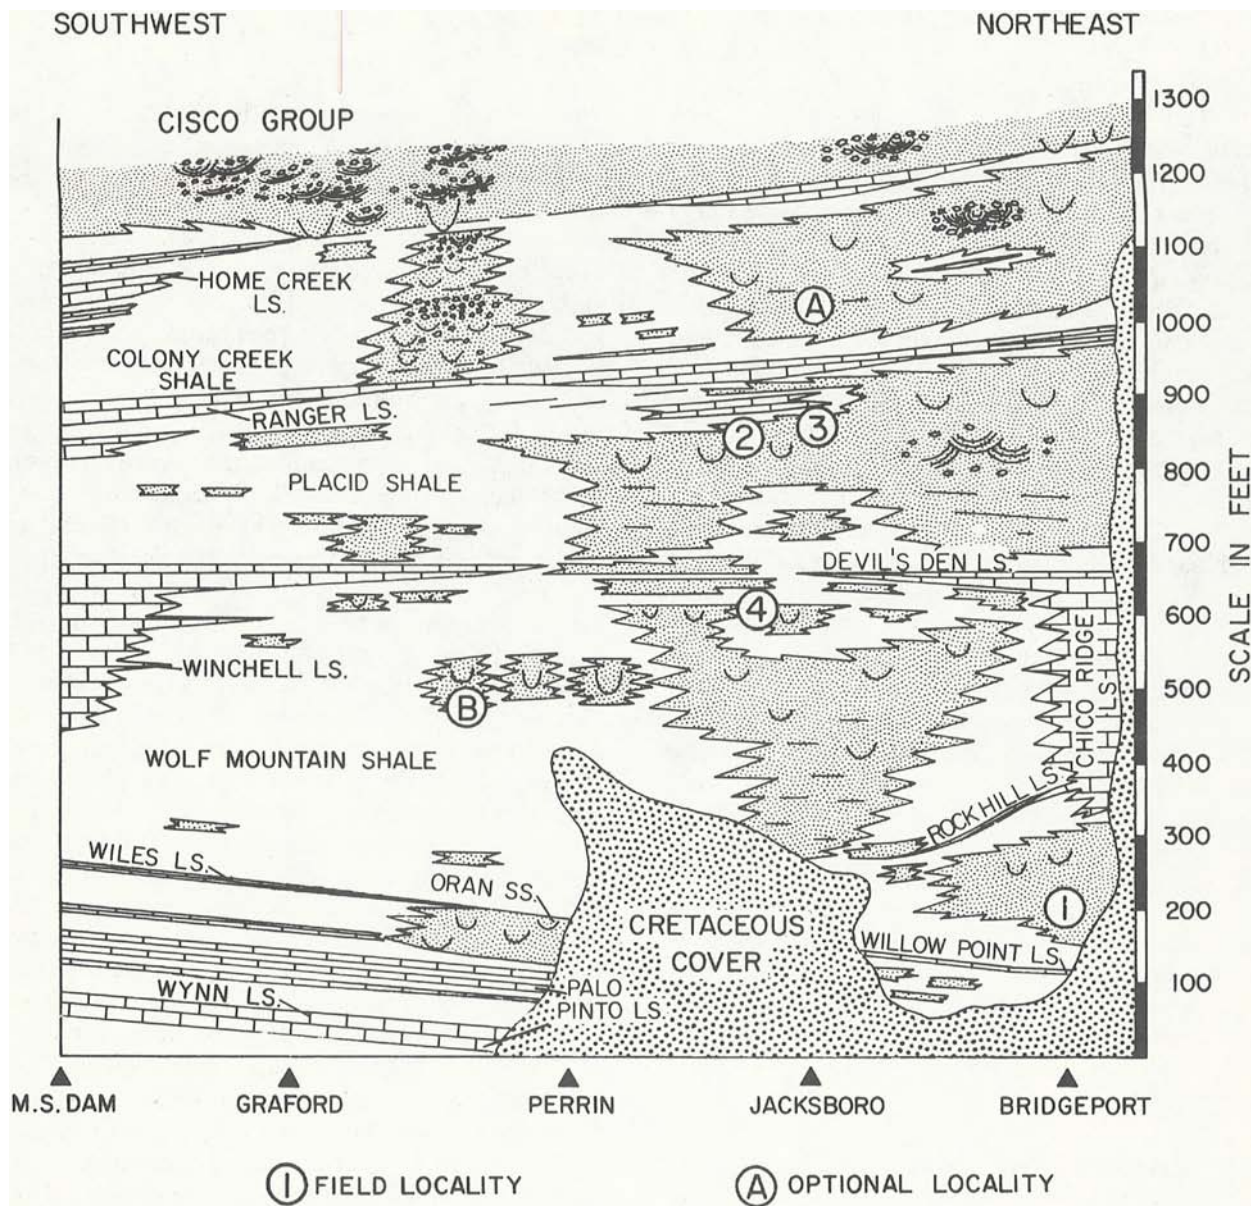 SOUTHWEST
NORTHEAST
CISCO GROUP
1300
1200
1100
1000
900
800
700
600
500
400
300
200
100
SCALE IN FEET
HOME CREEK
LS.
COLONY CREEK
SHALE
RANGER LS.
A
2
3
PLACID SHALE
DEVIL'S DEN LS.
4
WINCHELL LS.
B
CHICO RIDGE
LS.
WOLF MOUNTAIN SHALE
ROCK HILL LS.
WILES LS.
ORAN SS.
1
CRETACEOUS
COVER
WILLOW POINT LS.
WYNN LS.
PALO
PINTO LS.
M.S. DAM
GRAFORD
PERRIN
JACKSBORO
BRIDGEPORT
1 FIELD LOCALITY
A OPTIONAL LOCALITY